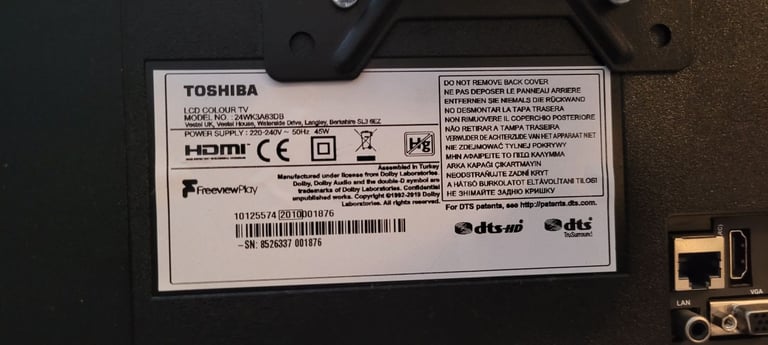 TOSHIBA
LCD COLOUR TV
MODEL NO.: 24WK3A63DB
Vestel UK, Vestel House, Waterside Drive, Langley, Berkshire SL3 6EZ
POWER SUPPLY : 220-240V ~ 50Hz 45W
HDMI CE Hg
Assembled in Turkey
Manufactured under license from Dolby Laboratories.
Dolby, Dolby Audio and the double-D symbol are
trademarks of Dolby Laboratories. Confidential
unpublished works. Copyright ©1992-2019 Dolby
Laboratories. All rights reserved.
FreeviewPlay
10125574 2010 001876
-SN: 8526337 001876
DO NOT REMOVE BACK COVER
NE PAS DEPOSER LE PANNEAU ARRIERE
ENTFERNEN SIE NIEMALS DIE RÜCKWAND
NO DESMONTAR LA TAPA TRASERA
NON RIMUOVERE IL COPERCHIO POSTERIORE
NÃO RETIRAR A TAMPA TRASEIRA
VERWIJDER DE ACHTERZIJDE VAN HET APPARAAT NIET
NIE ZDEJMOWAĆ TYLNEJ POKRYWY
ΜΗΝ ΑΦΑΙΡΕΙΤΕ ΤΟ ΠΙΣΩ ΚΑΛΥΜΜΑ
ARKA KAPAĞI ÇIKARTMAYIN
NEODSTRAŇUJTE ZADNÍ KRYT
A HÁTSÓ BURKOLATOT ELTÁVOLÍTANI TILOS!
НЕ ЗНИМАЙТЕ ЗАДНЮ КРИШКУ
For DTS patents, see http://patents.dts.com.
dts-HD
dts
TruSurround
LAN
VGA